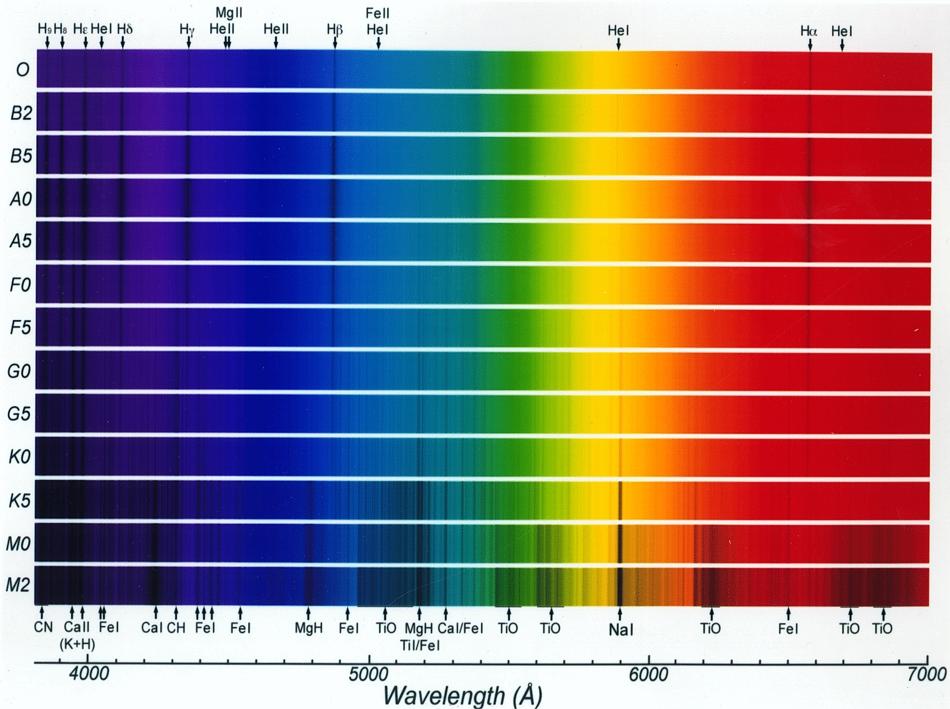 MgII FeII
H9 H8 Hε HeI Hδ Hγ HeII HeII Hβ HeI HeI Hα HeI
O
B2
B5
A0
A5
F0
F5
G0
G5
K0
K5
M0
M2
CN CaII FeI CaI CH FeI FeI MgH FeI TiO MgH CaI/FeI TiO TiO NaI TiO FeI TiO TiO
(K+H) TiI/FeI
4000 5000 6000 7000
Wavelength (Å)